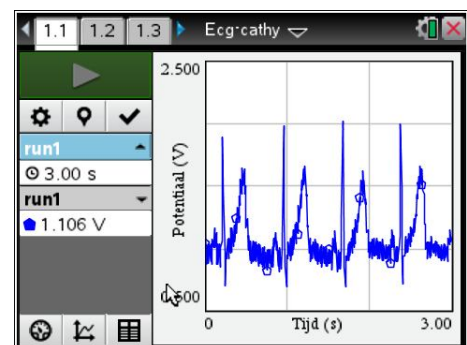 1.1 1.2 1.3 Ecg-cathy
2.500
run1
3.00 s
run1
1.106 V
Potentiaal (V)
0 Tijd (s) 3.00